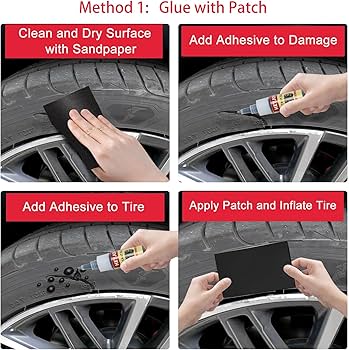 Method 1: Glue with Patch
Clean and Dry Surface
with Sandpaper
Add Adhesive to Damage
Add Adhesive to Tire
Apply Patch and Inflate Tire